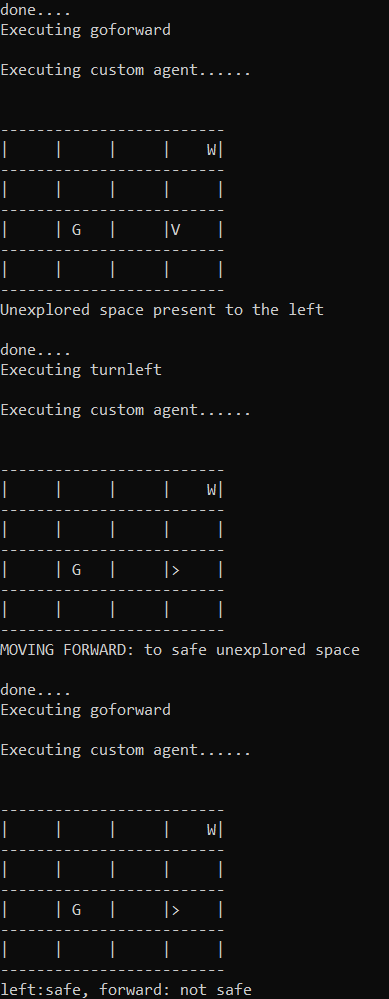 done....
Executing goforward
Executing custom agent......
-------------------------
|     |     |     |    W|
-------------------------
|     |     |     |     |
-------------------------
|     | G   |     |V    |
-------------------------
|     |     |     |     |
-------------------------
Unexplored space present to the left
done....
Executing turnleft
Executing custom agent......
-------------------------
|     |     |     |    W|
-------------------------
|     |     |     |     |
-------------------------
|     | G   |     |>    |
-------------------------
|     |     |     |     |
-------------------------
MOVING FORWARD: to safe unexplored space
done....
Executing goforward
Executing custom agent......
-------------------------
|     |     |     |    W|
-------------------------
|     |     |     |     |
-------------------------
|     | G   |     |>    |
-------------------------
|     |     |     |     |
-------------------------
left:safe, forward: not safe